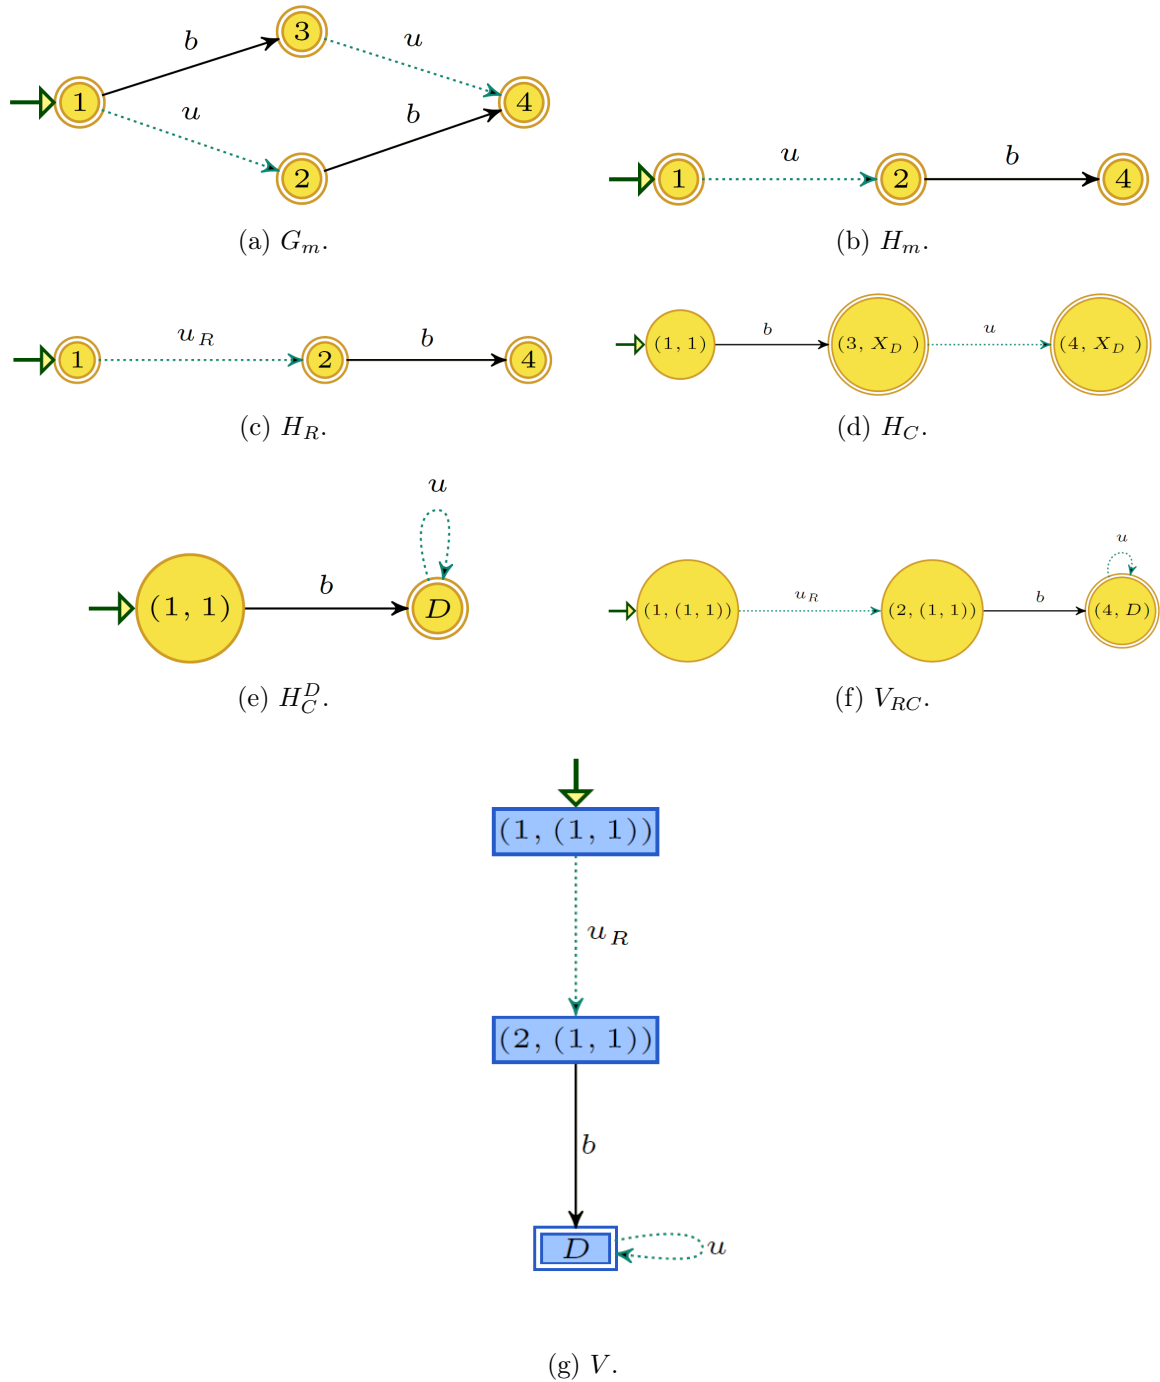 b
3
u
1
u
b
4
2
(a) G_m.
u
b
1
2
4
(b) H_m.
u_R
b
1
2
4
(c) H_R.
b
u
(1, 1)
(3, X_D )
(4, X_D )
(d) H_C.
u
b
(1, 1)
D
(e) H_C^D.
u
u_R
b
(1, (1, 1))
(2, (1, 1))
(4, D)
(f) V_{RC}.
(1, (1, 1))
u_R
(2, (1, 1))
b
D
u
(g) V.